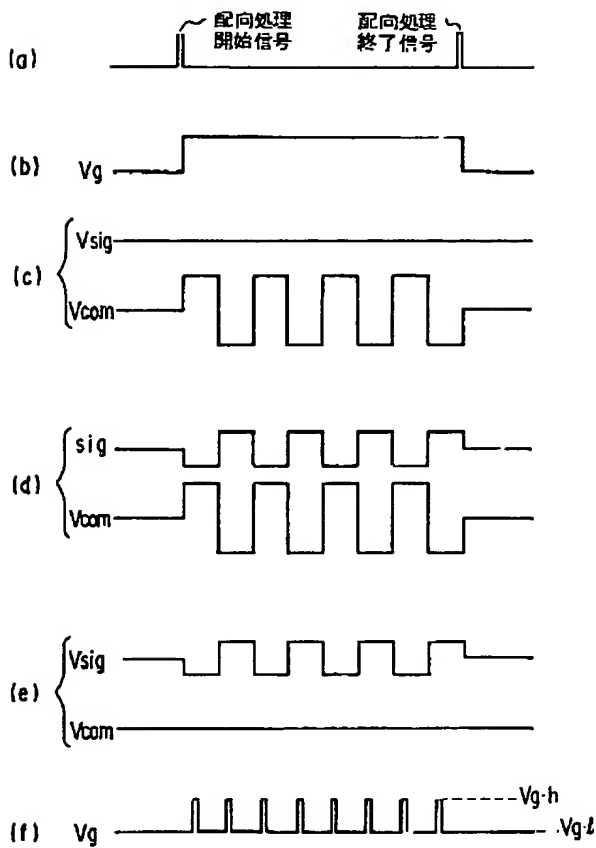 配向処理
開始信号
配向処理
終了信号
(a)
(b) Vg
(c) Vsig
Vcom
(d) sig
Vcom
(e) Vsig
Vcom
(f) Vg
Vg·h
Vg·l